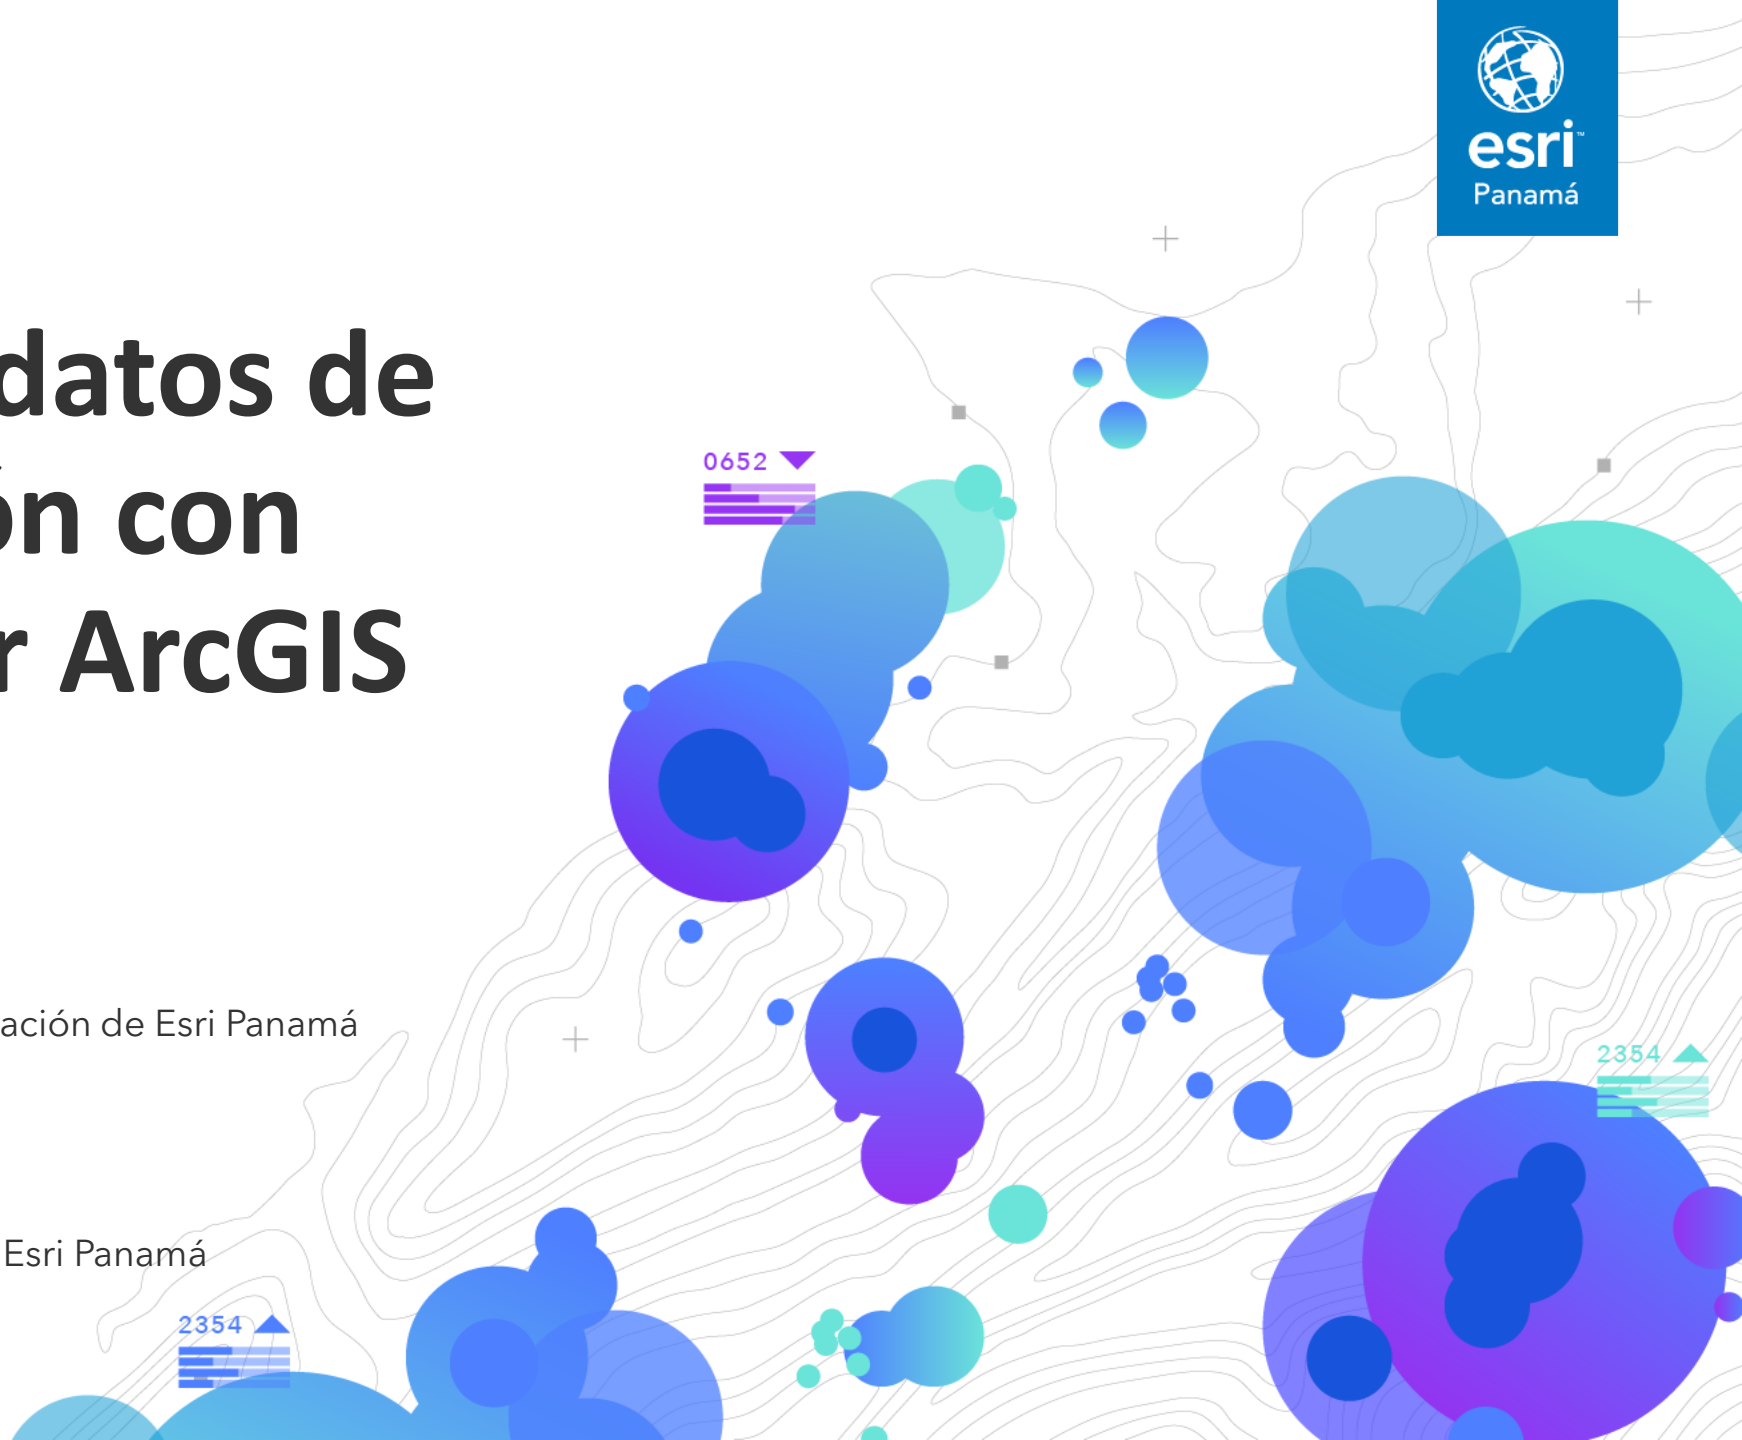 esri
Panamá
datos de
ón con
r ArcGIS
0652
ación de Esri Panamá
2354
Esri Panamá
2354